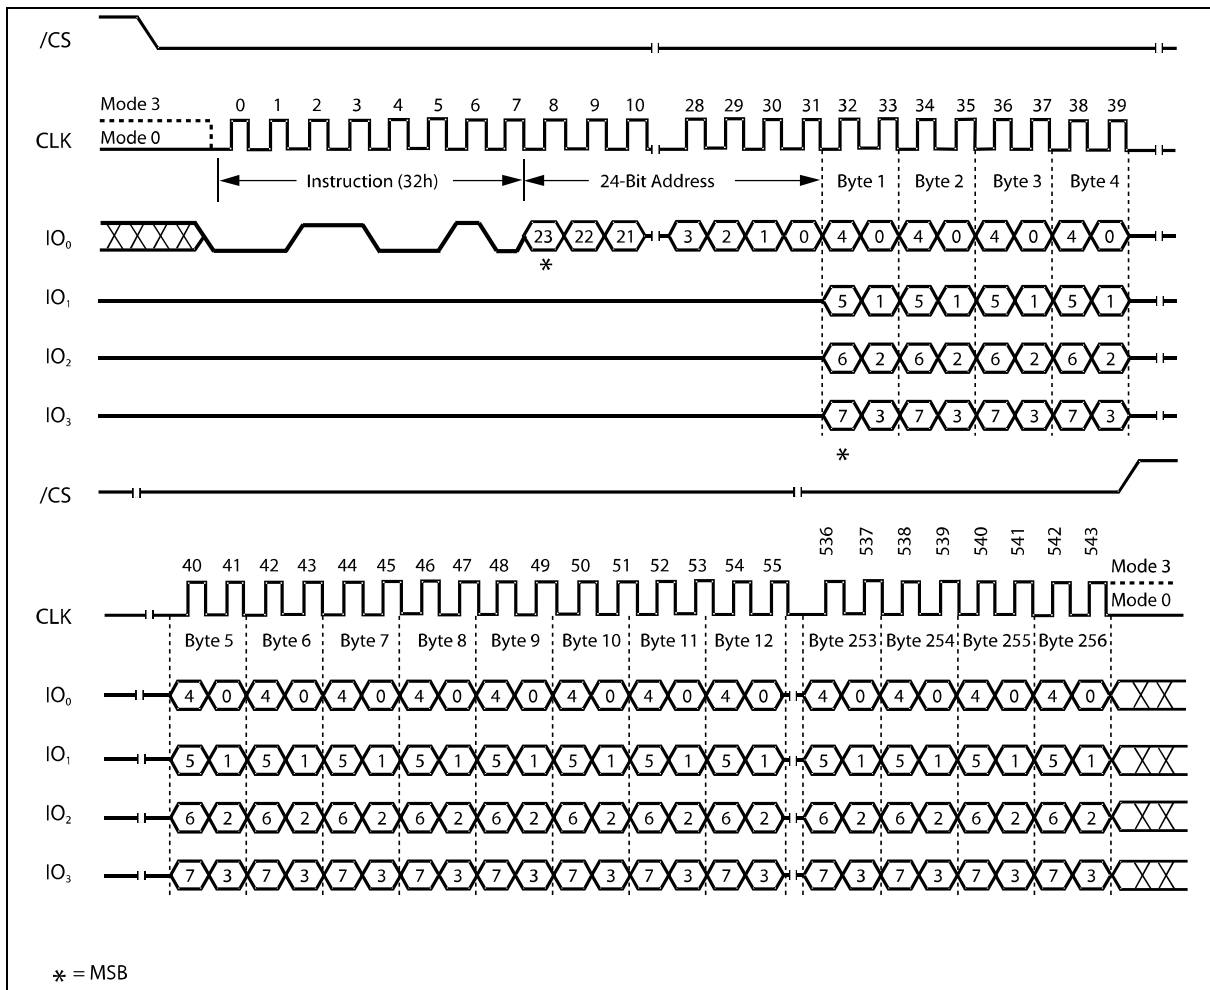 /CS
Mode 3
0 1 2 3 4 5 6 7 8 9 10 28 29 30 31 32 33 34 35 36 37 38 39
CLK
Mode 0
Instruction (32h) 24-Bit Address Byte 1 Byte 2 Byte 3 Byte 4
IO0 23 22 21 3 2 1 0 4 0 4 0 4 0 4 0
*
IO1 5 1 5 1 5 1 5 1
IO2 6 2 6 2 6 2 6 2
IO3 7 3 7 3 7 3 7 3
*
/CS
40 41 42 43 44 45 46 47 48 49 50 51 52 53 54 55 536 537 538 539 540 541 542 543
Mode 3
CLK
Mode 0
Byte 5 Byte 6 Byte 7 Byte 8 Byte 9 Byte 10 Byte 11 Byte 12 Byte 253 Byte 254 Byte 255 Byte 256
IO0 4 0 4 0 4 0 4 0 4 0 4 0 4 0 4 0 4 0 4 0 4 0 4 0
IO1 5 1 5 1 5 1 5 1 5 1 5 1 5 1 5 1 5 1 5 1 5 1 5 1
IO2 6 2 6 2 6 2 6 2 6 2 6 2 6 2 6 2 6 2 6 2 6 2 6 2
IO3 7 3 7 3 7 3 7 3 7 3 7 3 7 3 7 3 7 3 7 3 7 3 7 3
* = MSB